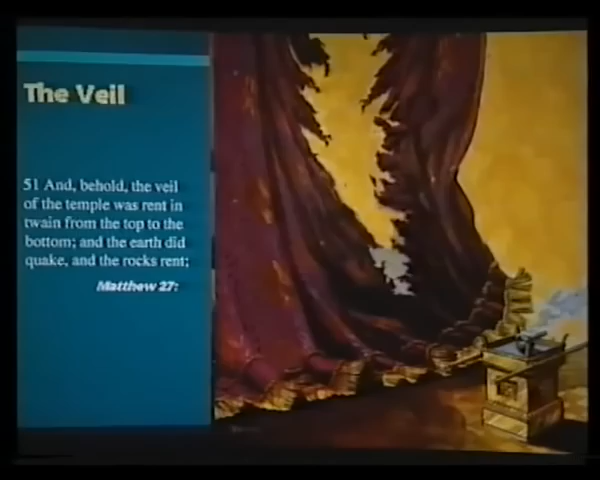 The Veil
51 And, behold, the veil
of the temple was rent in
twain from the top to the
bottom; and the earth did
quake, and the rocks rent;
Matthew 27: